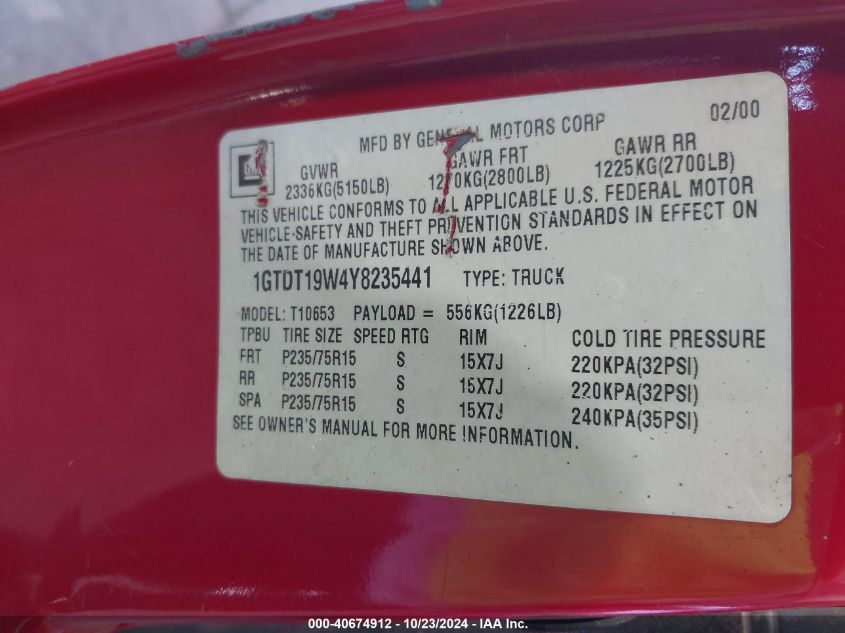 02/00
MFD BY GENERAL MOTORS CORP
GVWR GAWR FRT GAWR RR
2336KG(5150LB) 1270KG(2800LB) 1225KG(2700LB)
THIS VEHICLE CONFORMS TO ALL APPLICABLE U.S. FEDERAL MOTOR
VEHICLE SAFETY AND THEFT PREVENTION STANDARDS IN EFFECT ON
THE DATE OF MANUFACTURE SHOWN ABOVE.
1GTDT19W4Y8235441 TYPE: TRUCK
MODEL: T10653 PAYLOAD = 556KG(1226LB)
TPBU TIRE SIZE SPEED RTG RIM COLD TIRE PRESSURE
FRT P235/75R15 S 15X7J 220KPA(32PSI)
RR P235/75R15 S 15X7J 220KPA(32PSI)
SPA P235/75R15 S 15X7J 240KPA(35PSI)
SEE OWNER'S MANUAL FOR MORE INFORMATION.
000-40674912 - 10/23/2024 - IAA Inc.